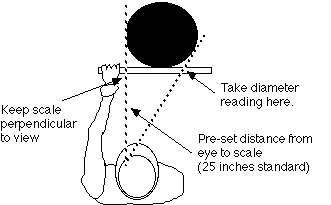 Keep scale
perpendicular
to view
Take diameter
reading here.
Pre-set distance from
eye to scale
(25 inches standard)